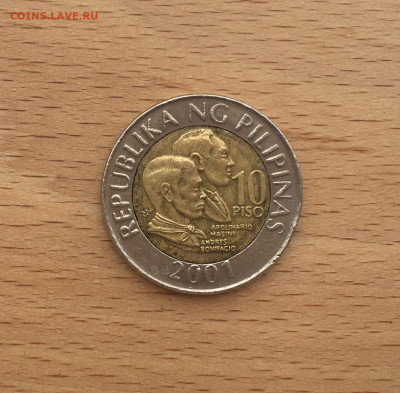 COINS.LAVE.RU
REPUBLIKA NG PILIPINAS
10
PISO
APOLINARIO
MABINI
ANDRES
BONIFACIO
2001